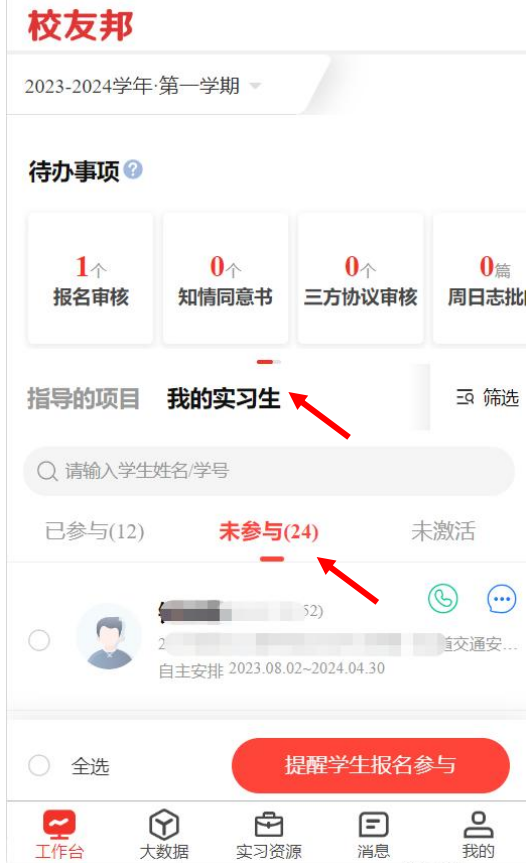 校友邦
2023-2024学年·第一学期
待办事项
1个 0个 0个 0篇
报名审核 知情同意书 三方协议审核 周日志批
指导的项目 我的实习生 筛选
请输入学生姓名/学号
已参与(12) 未参与(24) 未激活
52)
2 道交通安...
自主安排 2023.08.02~2024.04.30
全选 提醒学生报名参与
工作台 大数据 实习资源 消息 我的